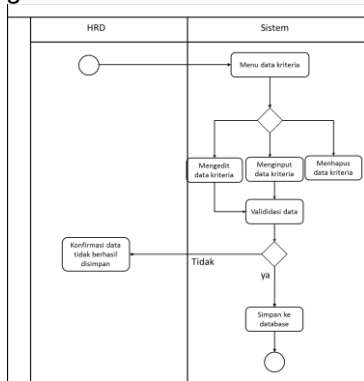 g
HRD
Sistem
Menu data kriteria
Mengedit
data kriteria
Menginput
data kriteria
Menhapus
data kriteria
Valididasi data
Konfirmasi data
tidak berhasil
disimpan
Tidak
ya
Simpan ke
database